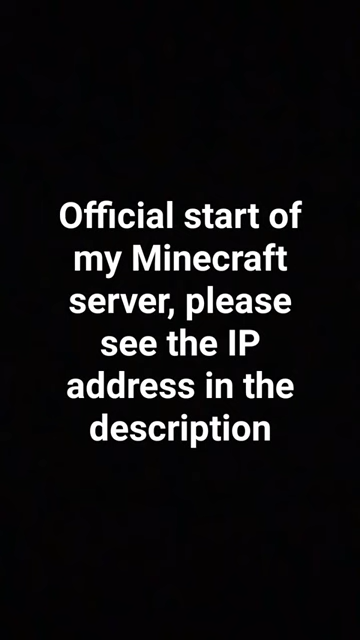 Official start of
my Minecraft
server, please
see the IP
address in the
description